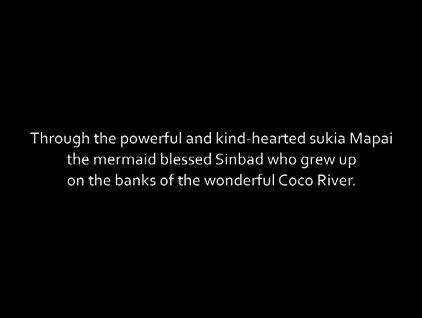 Through the powerful and kind-hearted sukia Mapai
the mermaid blessed Sinbad who grew up
on the banks of the wonderful Coco River.